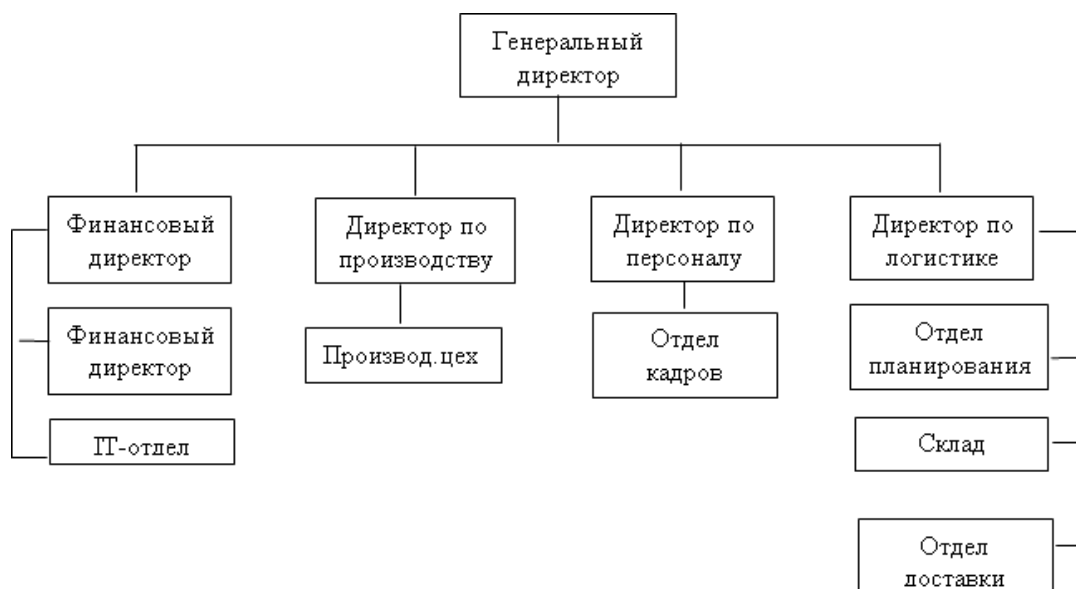 Генеральный
директор
Финансовый
директор
Директор по
производству
Директор по
персоналу
Директор по
логистике
Финансовый
директор
Производ.цех
Отдел
кадров
Отдел
планирования
IT-отдел
Склад
Отдел
доставки